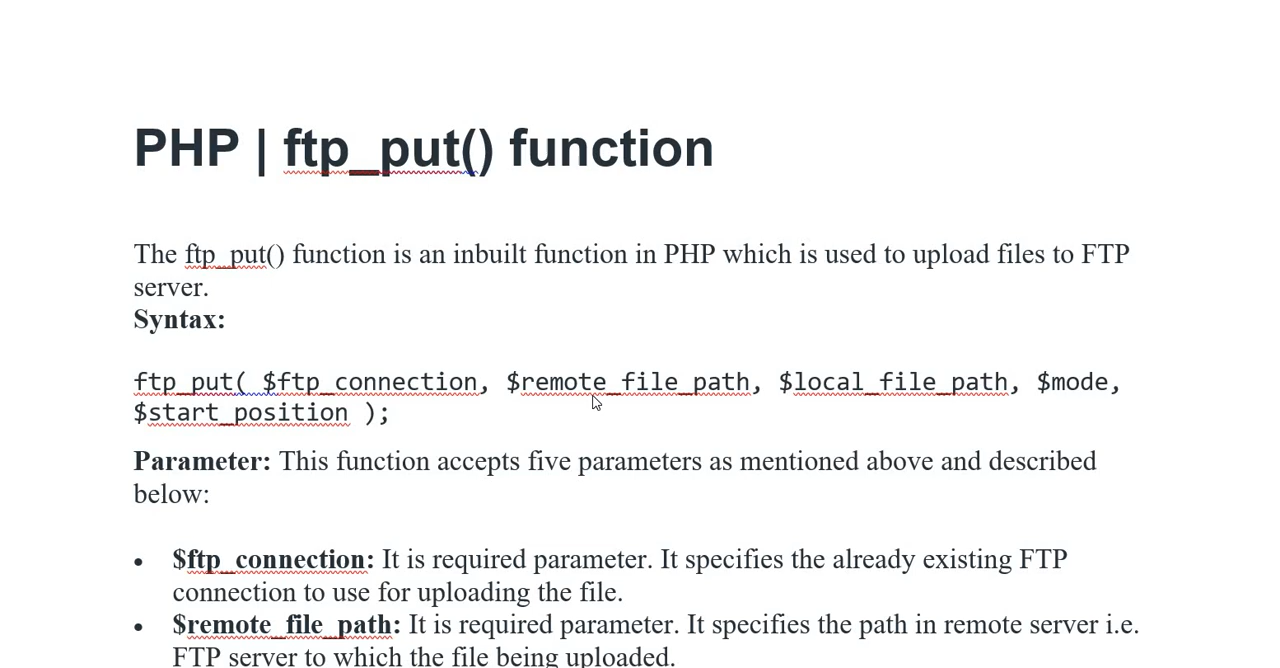 PHP | ftp_put() function
The ftp_put() function is an inbuilt function in PHP which is used to upload files to FTP
server.
Syntax:
ftp_put( $ftp_connection, $remote_file_path, $local_file_path, $mode,
$start_position );
Parameter: This function accepts five parameters as mentioned above and described
below:
• $ftp_connection: It is required parameter. It specifies the already existing FTP
connection to use for uploading the file.
• $remote_file_path: It is required parameter. It specifies the path in remote server i.e.
FTP server to which the file being uploaded.